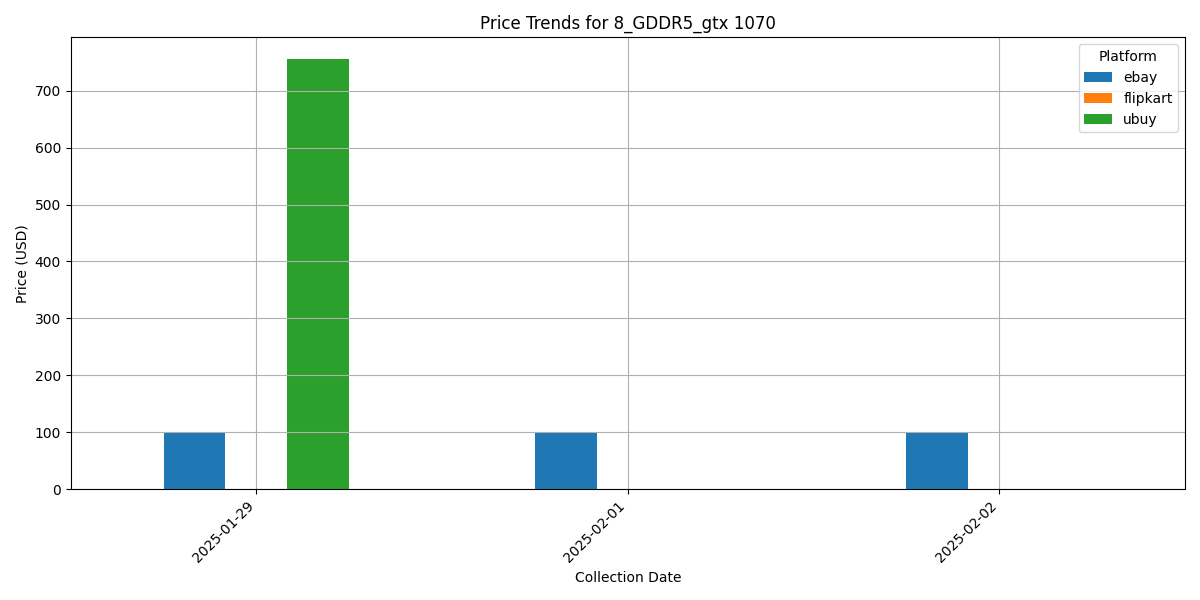 Price Trends for 8_GDDR5_gtx 1070
Platform
ebay
flipkart
ubuy
Price (USD)
700
600
500
400
300
200
100
0
2025-01-29
2025-02-01
2025-02-02
Collection Date